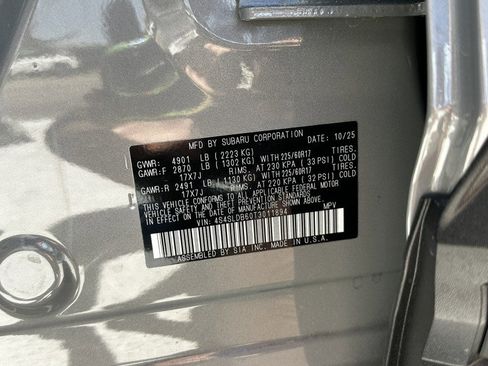 MFD BY SUBARU CORPORATION 10/25
GVWR: 4901 LB ( 2223 KG)
GAWR:F 2870 LB ( 1302 KG) WITH 225/60R17 TIRES.
17X7J RIMS. AT 230 KPA ( 33 PSI) COLD
GAWR:R 2491 LB ( 1130 KG) WITH 225/60R17 TIRES.
17X7J RIMS. AT 220 KPA ( 32 PSI) COLD
THIS VEHICLE CONFORMS TO ALL APPLICABLE FEDERAL MOTOR
VEHICLE SAFETY AND THEFT PREVENTION STANDARDS
IN EFFECT ON THE DATE OF MANUFACTURE SHOWN ABOVE.
VIN: 4S4SLDB60T3011894 MPV
ASSEMBLED BY SIA INC. MADE IN U.S.A.